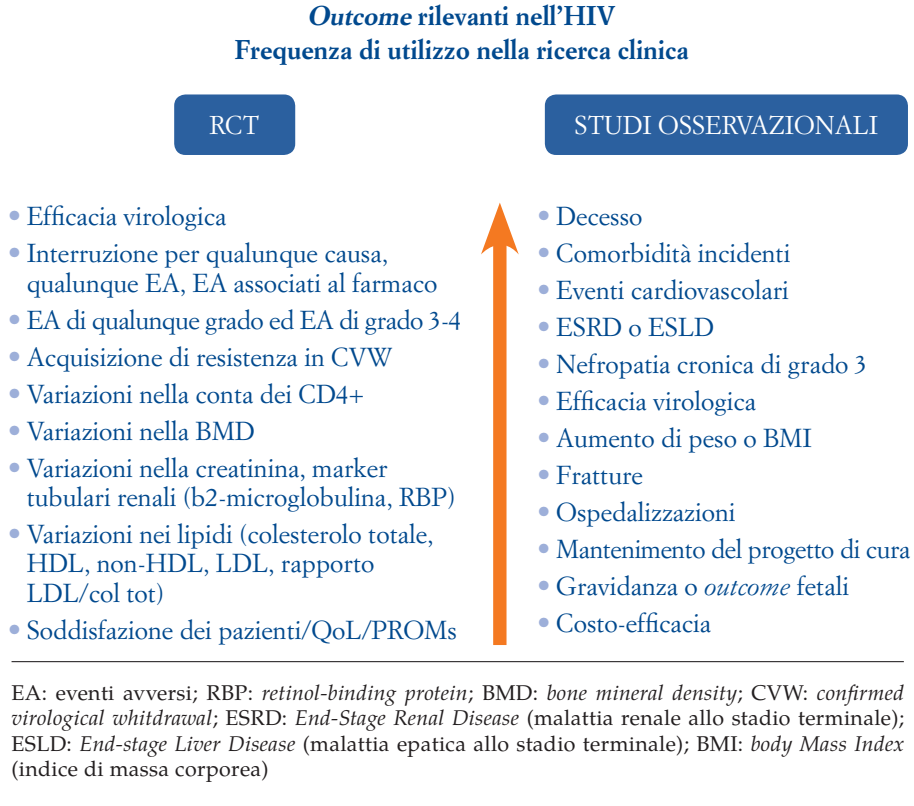 Outcome rilevanti nell'HIV
Frequenza di utilizzo nella ricerca clinica
RCT
• Efficacia virologica
• Interruzione per qualunque causa,
qualunque EA, EA associati al farmaco
• EA di qualunque grado ed EA di grado 3-4
• Acquisizione di resistenza in CVW
• Variazioni nella conta dei CD4+
• Variazioni nella BMD
• Variazioni nella creatinina, marker
tubulari renali (b2-microglobulina, RBP)
• Variazioni nei lipidi (colesterolo totale,
HDL, non-HDL, LDL, rapporto
LDL/col tot)
• Soddisfazione dei pazienti/QoL/PROMs
STUDI OSSERVAZIONALI
• Decesso
• Comorbidità incidenti
• Eventi cardiovascolari
• ESRD o ESLD
• Nefropatia cronica di grado 3
• Efficacia virologica
• Aumento di peso o BMI
• Fratture
• Ospedalizzazioni
• Mantenimento del progetto di cura
• Gravidanza o outcome fetali
• Costo-efficacia
EA: eventi avversi; RBP: retinol-binding protein; BMD: bone mineral density; CVW: confirmed
virological whitdrawal; ESRD: End-Stage Renal Disease (malattia renale allo stadio terminale);
ESLD: End-stage Liver Disease (malattia epatica allo stadio terminale); BMI: body Mass Index
(indice di massa corporea)